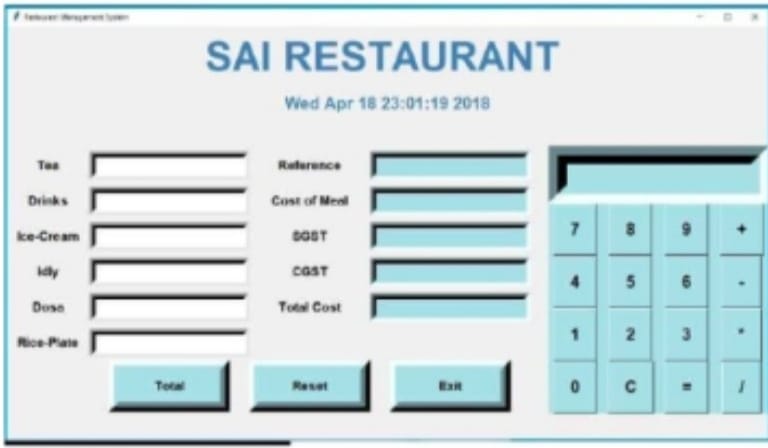 Restaurant Management System
SAI RESTAURANT
Wed Apr 18 23:01:19 2018
Tea
Reference
Drinks
Cost of Meal
Ice-Cream
SGST
Idly
CGST
Dosa
Total Cost
Rice-Plate
Total
Reset
Exit
7 8 9 +
4 5 6 -
1 2 3 *
0 C = /